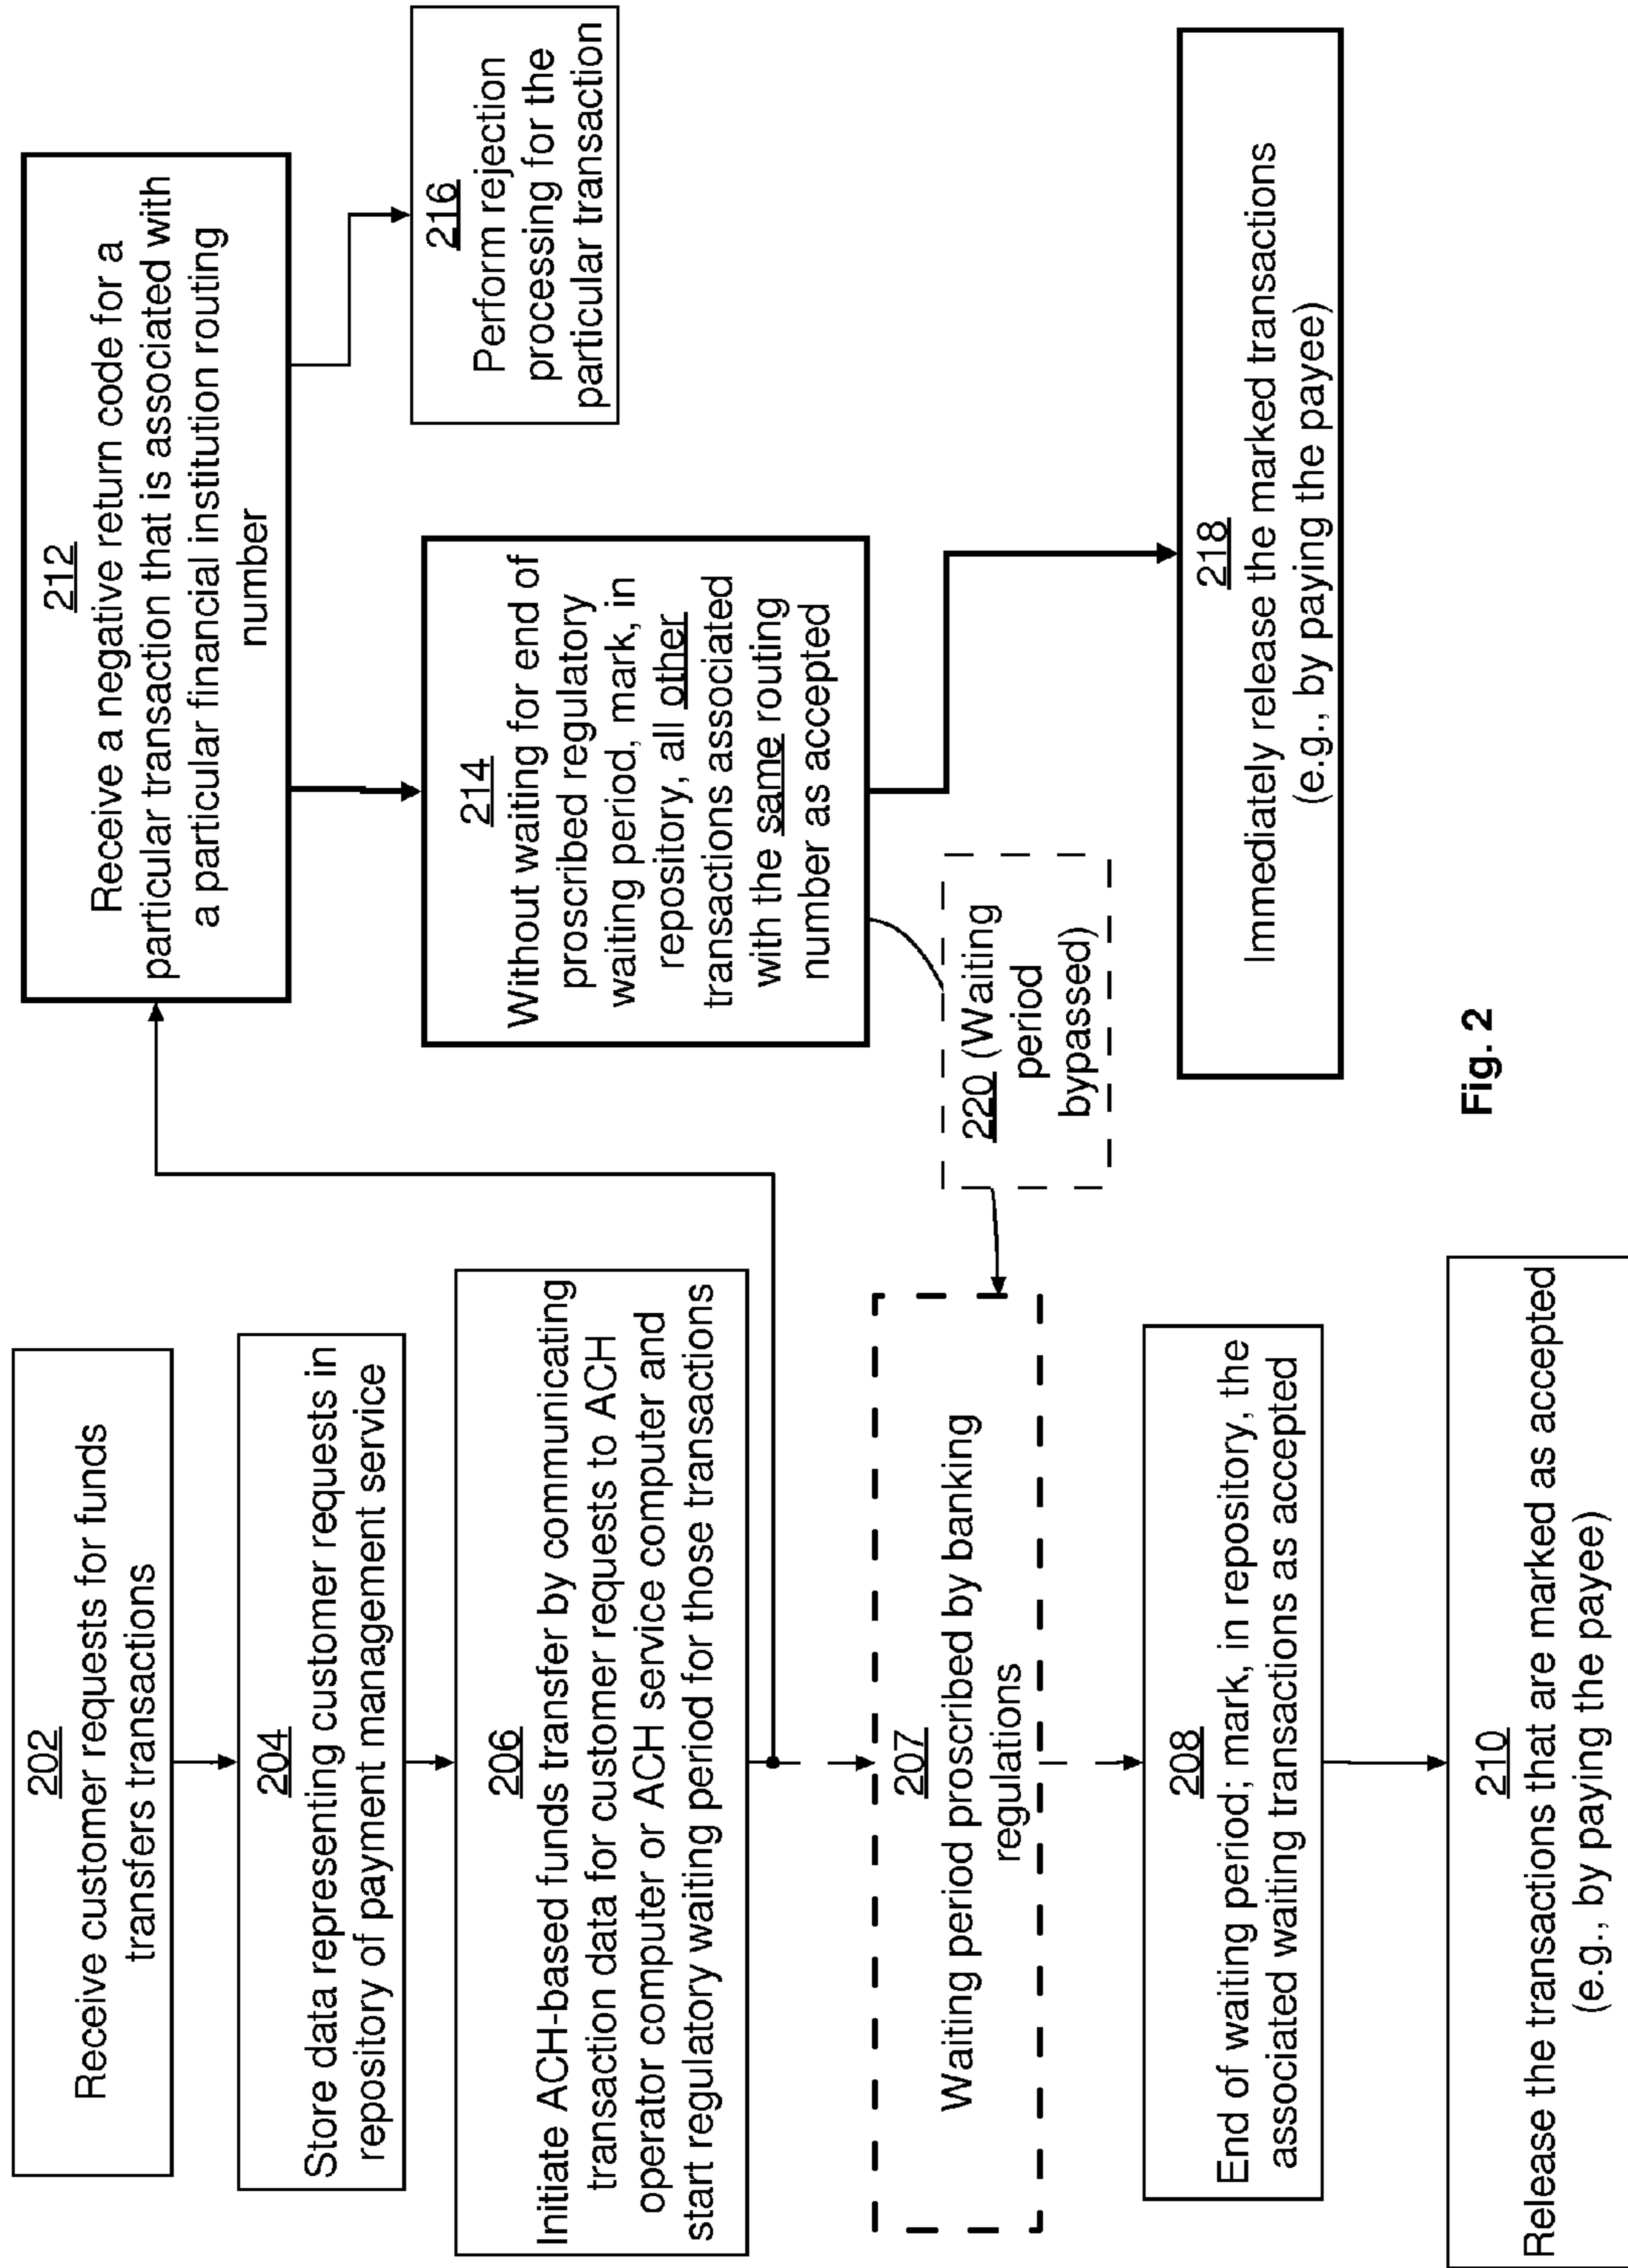 202
Receive customer requests for funds
transfers transactions
204
Store data representing customer requests in
repository of payment management service
206
Initiate ACH-based funds transfer by communicating
transaction data for customer requests to ACH
operator computer or ACH service computer and
start regulatory waiting period for those transactions
207
Waiting period proscribed by banking
regulations
208
End of waiting period; mark, in repository, the
associated waiting transactions as accepted
210
Release the transactions that are marked as accepted
(e.g., by paying the payee)
212
Receive a negative return code for a
particular transaction that is associated with
a particular financial institution routing
number
214
Without waiting for end of
proscribed regulatory
waiting period, mark, in
repository, all other
transactions associated
with the same routing
number as accepted
216
Perform rejection
processing for the
particular transaction
220 (Waiting
period
bypassed)
218
Immediately release the marked transactions
(e.g., by paying the payee)
Fig. 2